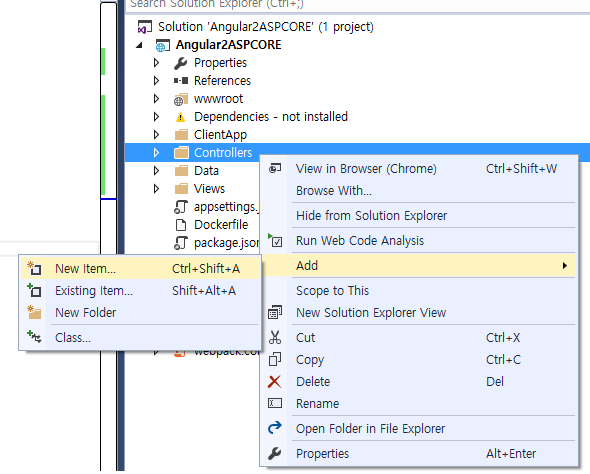 Search Solution Explorer (Ctrl+;)
Solution 'Angular2ASPCORE' (1 project)
Angular2ASPCORE
Properties
References
wwwroot
Dependencies - not installed
ClientApp
Controllers
Data
Views
appsettings.j
Dockerfile
package.json
webpack.con
View in Browser (Chrome) Ctrl+Shift+W
Browse With...
Hide from Solution Explorer
Run Web Code Analysis
Add
Scope to This
New Solution Explorer View
Cut Ctrl+X
Copy Ctrl+C
Delete Del
Rename
Open Folder in File Explorer
Properties Alt+Enter
New Item... Ctrl+Shift+A
Existing Item... Shift+Alt+A
New Folder
Class...